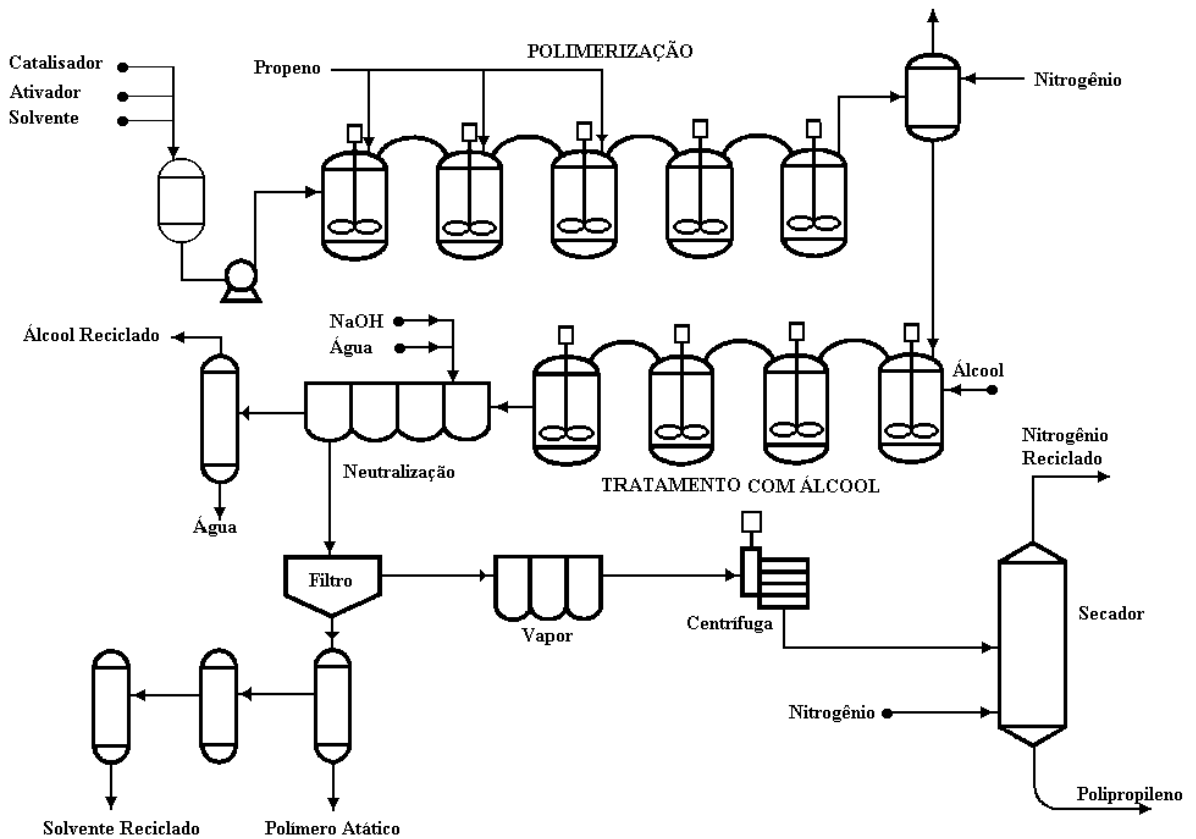 POLIMERIZAÇÃO
Catalisador
Propeno
Ativador
Nitrogênio
Solvente
NaOH
Álcool Reciclado
Água
Álcool
Neutralização
TRATAMENTO COM ÁLCOOL
Nitrogênio
Reciclado
Água
Filtro
Vapor
Centrífuga
Secador
Nitrogênio
Polipropileno
Solvente Reciclado
Polímero Atático